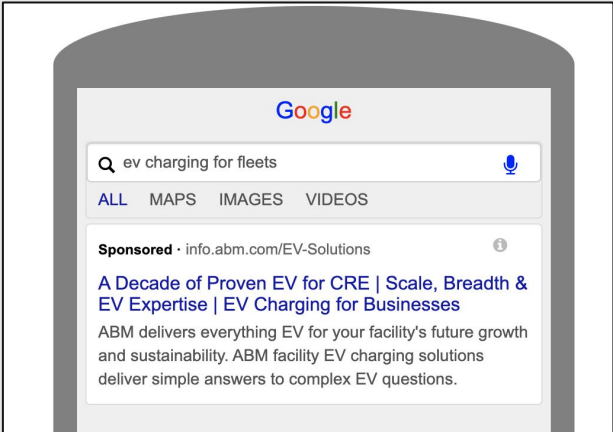 Google
ev charging for fleets
ALL MAPS IMAGES VIDEOS
Sponsored · info.abm.com/EV-Solutions
A Decade of Proven EV for CRE | Scale, Breadth &
EV Expertise | EV Charging for Businesses
ABM delivers everything EV for your facility's future growth
and sustainability. ABM facility EV charging solutions
deliver simple answers to complex EV questions.